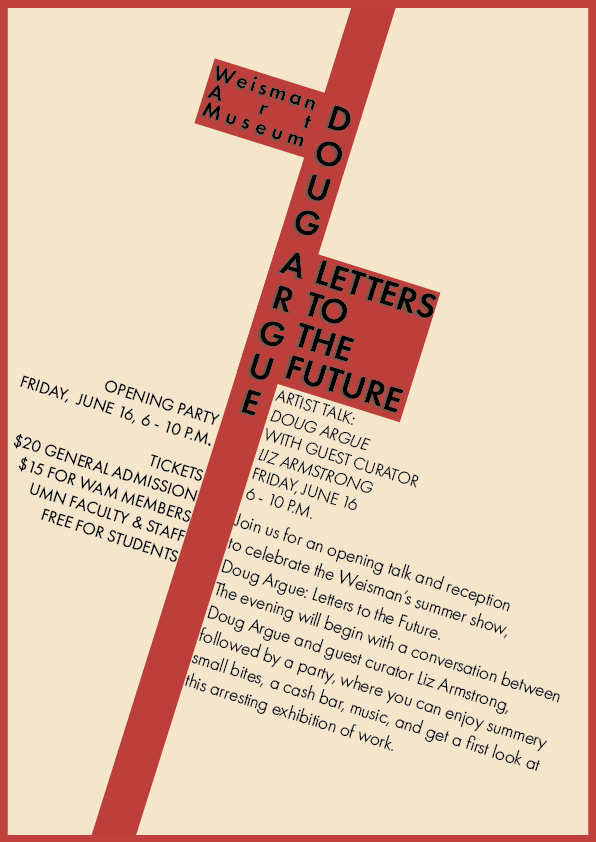 Weisman
Art
Museum
DOUG ARGUE
LETTERS
TO
THE
FUTURE
OPENING PARTY
FRIDAY, JUNE 16, 6 - 10 P.M.
TICKETS
$20 GENERAL ADMISSION
$15 FOR WAM MEMBERS
UMN FACULTY & STAFF
FREE FOR STUDENTS
ARTIST TALK:
DOUG ARGUE
WITH GUEST CURATOR
LIZ ARMSTRONG
FRIDAY, JUNE 16
6 - 10 P.M.
Join us for an opening talk and reception
to celebrate the Weisman's summer show,
Doug Argue: Letters to the Future.
The evening will begin with a conversation between
Doug Argue and guest curator Liz Armstrong,
followed by a party, where you can enjoy summery
small bites, a cash bar, music, and get a first look at
this arresting exhibition of work.